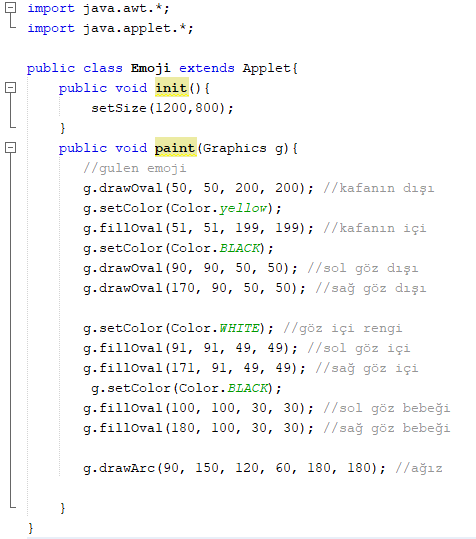 import java.awt.*;
import java.applet.*;

public class Emoji extends Applet{
    public void init(){
        setSize(1200,800);
    }
    public void paint(Graphics g){
       //gulen emoji
       g.drawOval(50, 50, 200, 200); //kafanın dışı
       g.setColor(Color.yellow);
       g.fillOval(51, 51, 199, 199); //kafanın içi
       g.setColor(Color.BLACK);
       g.drawOval(90, 90, 50, 50); //sol göz dışı
       g.drawOval(170, 90, 50, 50); //sağ göz dışı

       g.setColor(Color.WHITE); //göz içi rengi
       g.fillOval(91, 91, 49, 49); //sol göz içi
       g.fillOval(171, 91, 49, 49); //sağ göz içi
        g.setColor(Color.BLACK);
       g.fillOval(100, 100, 30, 30); //sol göz bebeği
       g.fillOval(180, 100, 30, 30); //sağ göz bebeği

       g.drawArc(90, 150, 120, 60, 180, 180); //ağız

    }
}